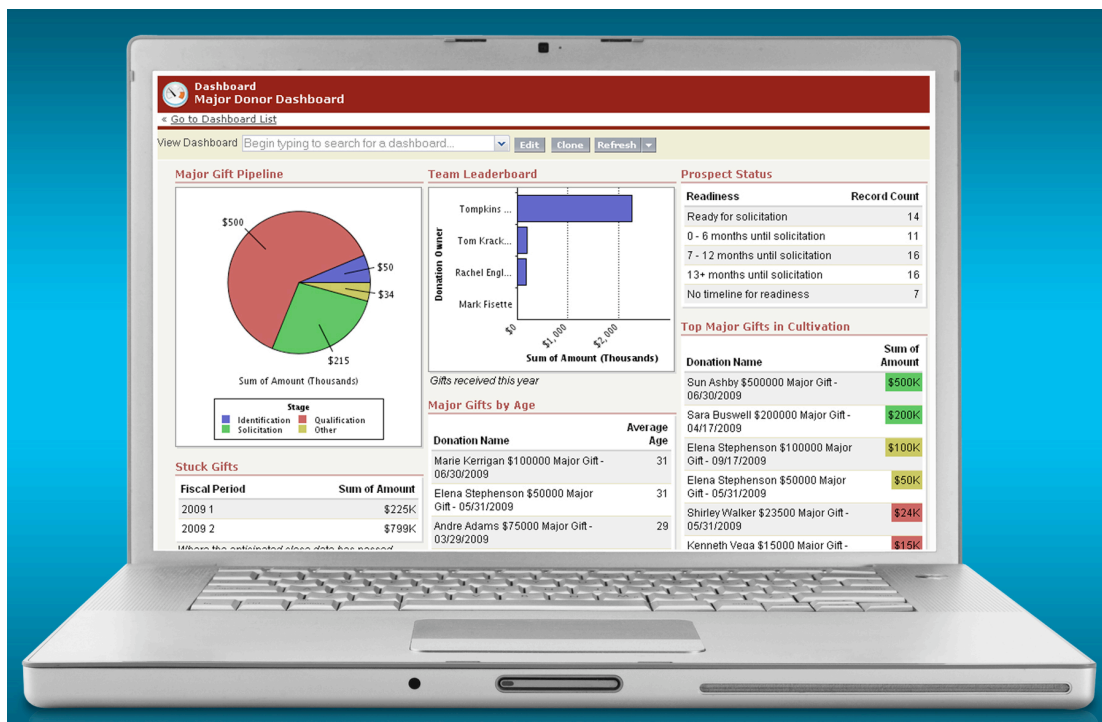 Dashboard
Major Donor Dashboard
« Go to Dashboard List
View Dashboard Begin typing to search for a dashboard... Edit Clone Refresh
Major Gift Pipeline
$500
$50
$34
$215
Sum of Amount (Thousands)
Stage
Identification Qualification
Solicitation Other
Stuck Gifts
Fiscal Period Sum of Amount
2009 1 $225K
2009 2 $799K
Where the anticipated close date has passed
Team Leaderboard
Donation Owner
Tompkins ...
Tom Krack...
Rachel Engl...
Mark Fisette
$0 $1,000 $2,000
Sum of Amount (Thousands)
Gifts received this year
Major Gifts by Age
Donation Name Average Age
Marie Kerrigan $100000 Major Gift - 31
06/30/2009
Elena Stephenson $50000 Major 31
Gift - 05/31/2009
Andre Adams $75000 Major Gift - 29
03/29/2009
Prospect Status
Readiness Record Count
Ready for solicitation 14
0 - 6 months until solicitation 11
7 - 12 months until solicitation 16
13+ months until solicitation 16
No timeline for readiness 7
Top Major Gifts in Cultivation
Donation Name Sum of Amount
Sun Ashby $500000 Major Gift - $500K
06/30/2009
Sara Buswell $200000 Major Gift - $200K
04/17/2009
Elena Stephenson $100000 Major $100K
Gift - 09/17/2009
Elena Stephenson $50000 Major $50K
Gift - 05/31/2009
Shirley Walker $23500 Major Gift - $24K
05/31/2009
Kenneth Vega $15000 Major Gift - $15K